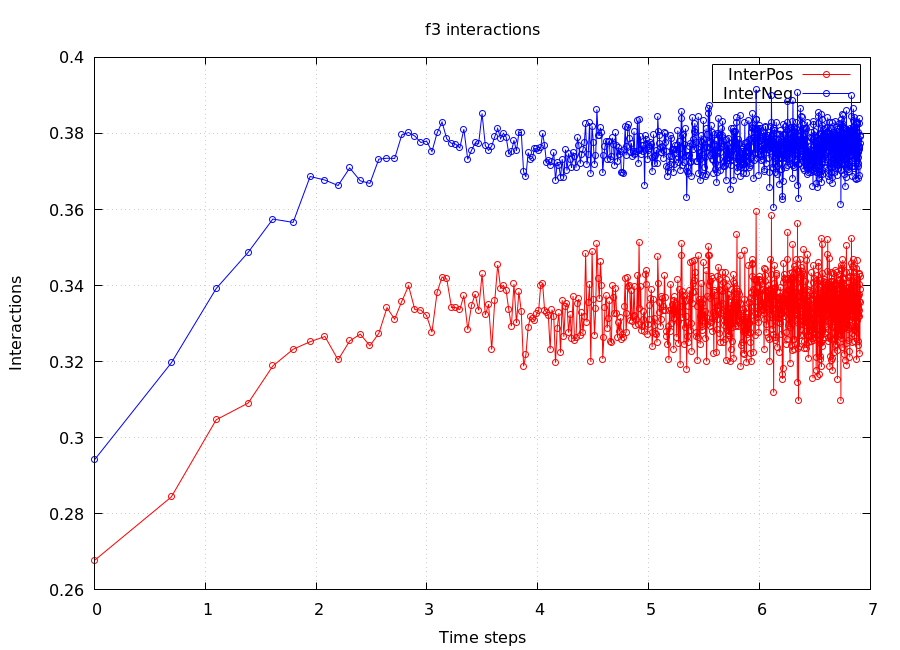 f3 interactions
InterPos
InterNeg
Interactions
0.4
0.38
0.36
0.34
0.32
0.3
0.28
0.26
0 1 2 3 4 5 6 7
Time steps